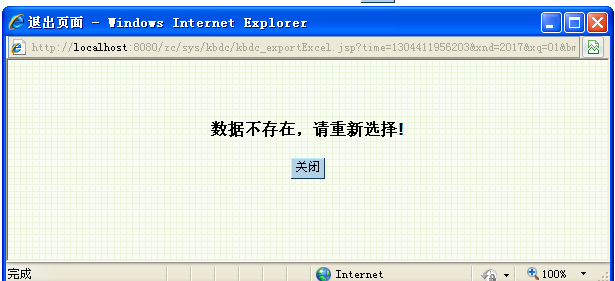 退出页面 - Windows Internet Explorer
http://localhost:8080/zc/sys/kbdc/kbdc_exportExcel.jsp?time=1304411956203&xnd=2017&xq=01&bm
数据不存在，请重新选择!
关闭
完成 Internet 100%